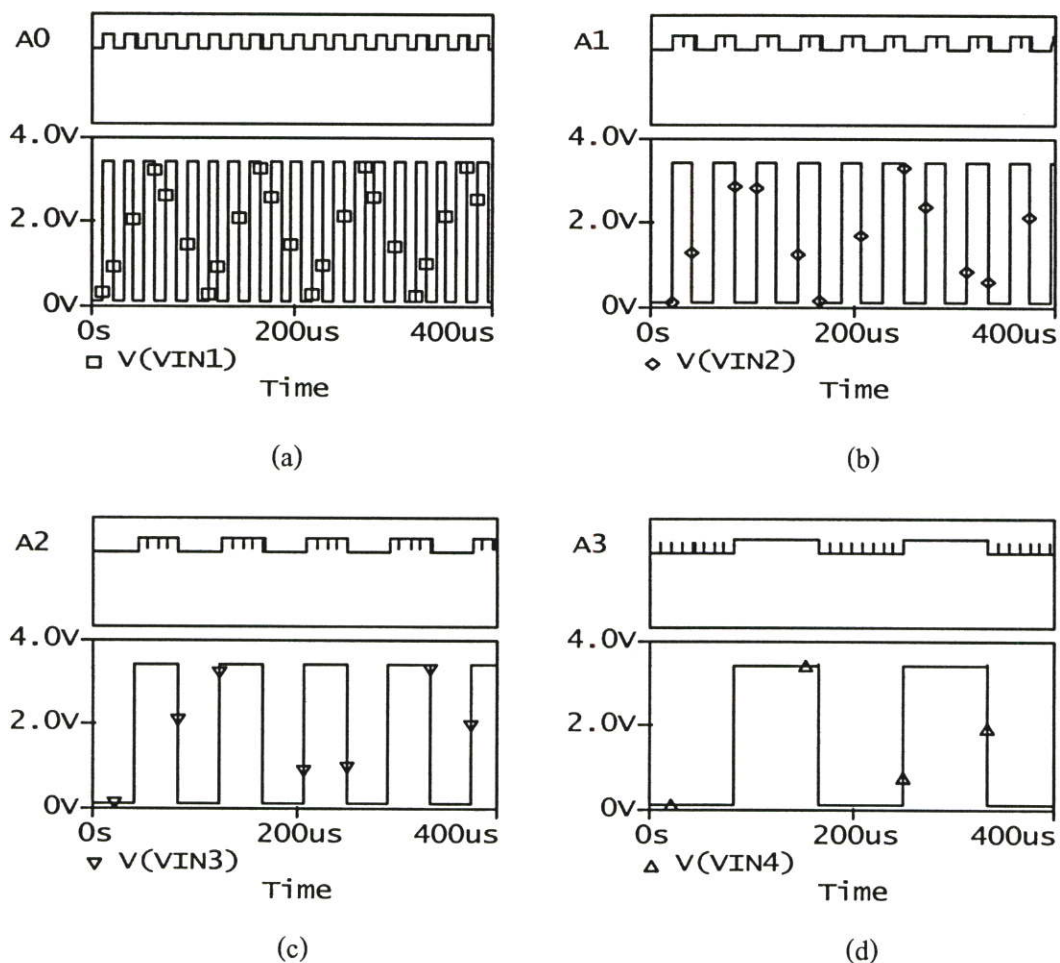 A0
4.0V
2.0V
0V
0s 200us 400us
V(VIN1)
Time
(a)
A1
4.0V
2.0V
0V
0s 200us 400us
V(VIN2)
Time
(b)
A2
4.0V
2.0V
0V
0s 200us 400us
V(VIN3)
Time
(c)
A3
4.0V
2.0V
0V
0s 200us 400us
V(VIN4)
Time
(d)